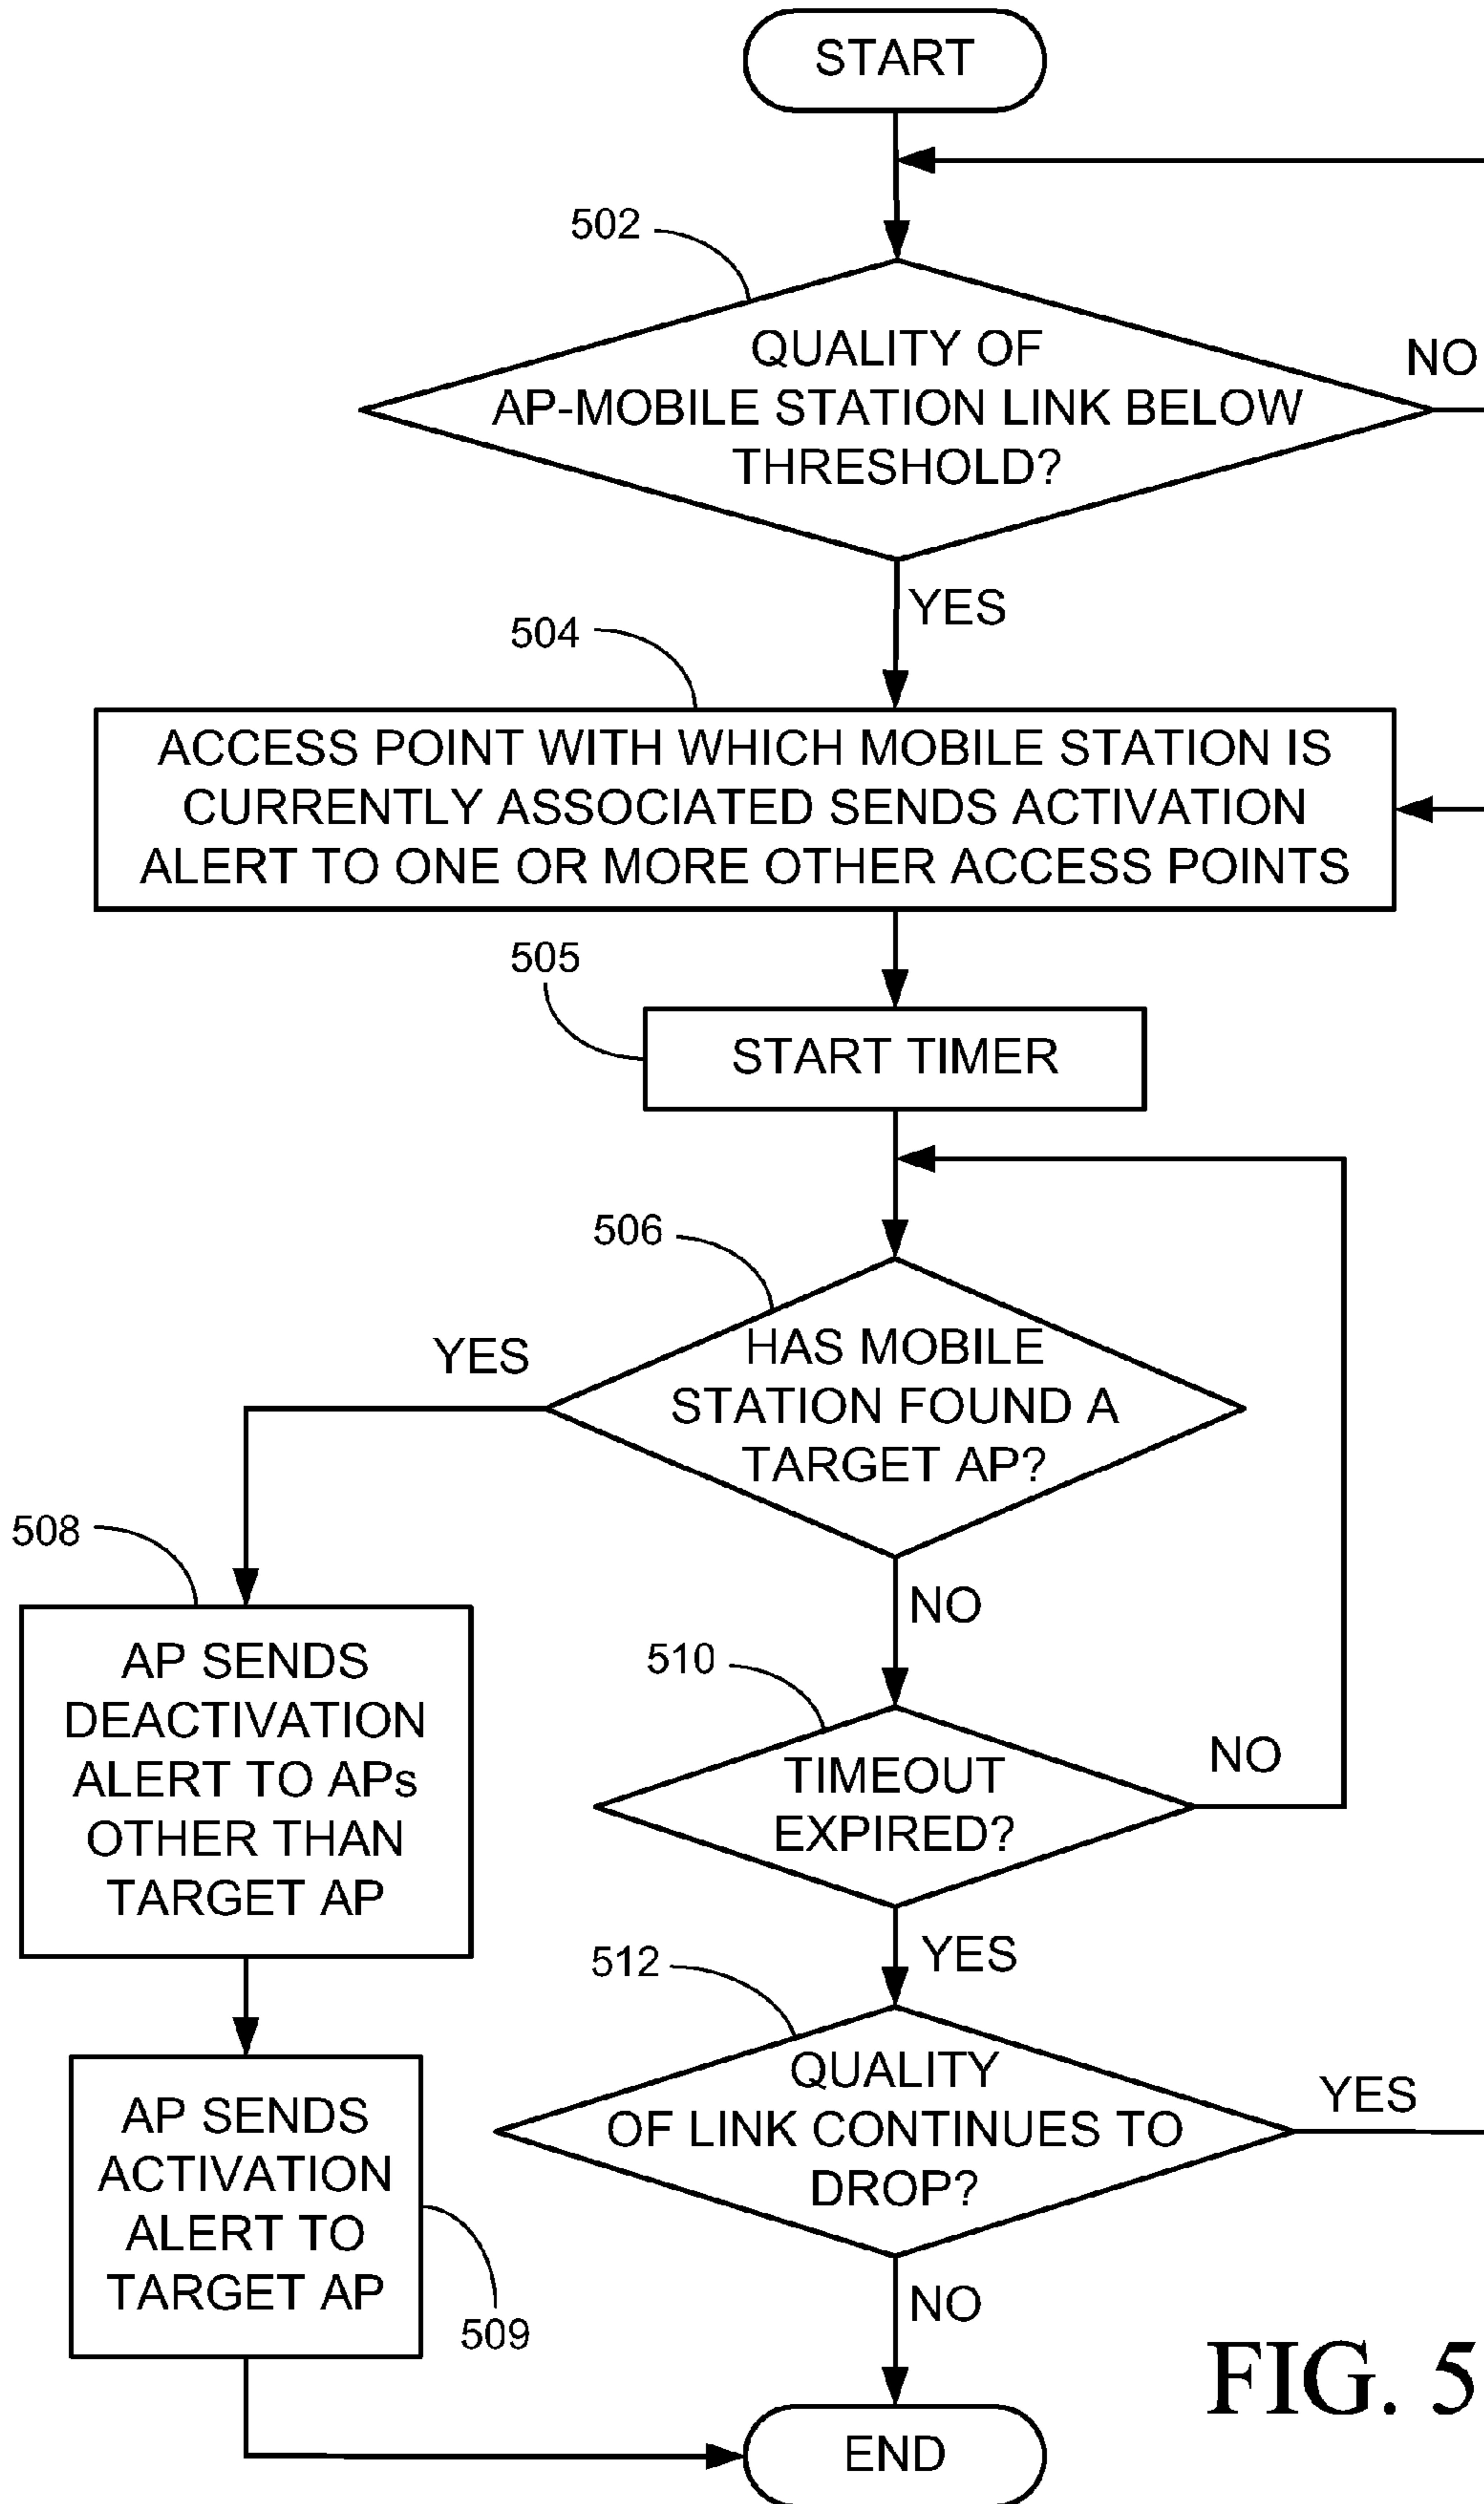 START
502
QUALITY OF
AP-MOBILE STATION LINK BELOW
THRESHOLD?
NO
YES
504
ACCESS POINT WITH WHICH MOBILE STATION IS
CURRENTLY ASSOCIATED SENDS ACTIVATION
ALERT TO ONE OR MORE OTHER ACCESS POINTS
505
START TIMER
506
HAS MOBILE
STATION FOUND A
TARGET AP?
YES
NO
508
AP SENDS
DEACTIVATION
ALERT TO APs
OTHER THAN
TARGET AP
510
TIMEOUT
EXPIRED?
NO
YES
512
QUALITY
OF LINK CONTINUES TO
DROP?
YES
NO
AP SENDS
ACTIVATION
ALERT TO
TARGET AP
509
END
FIG. 5